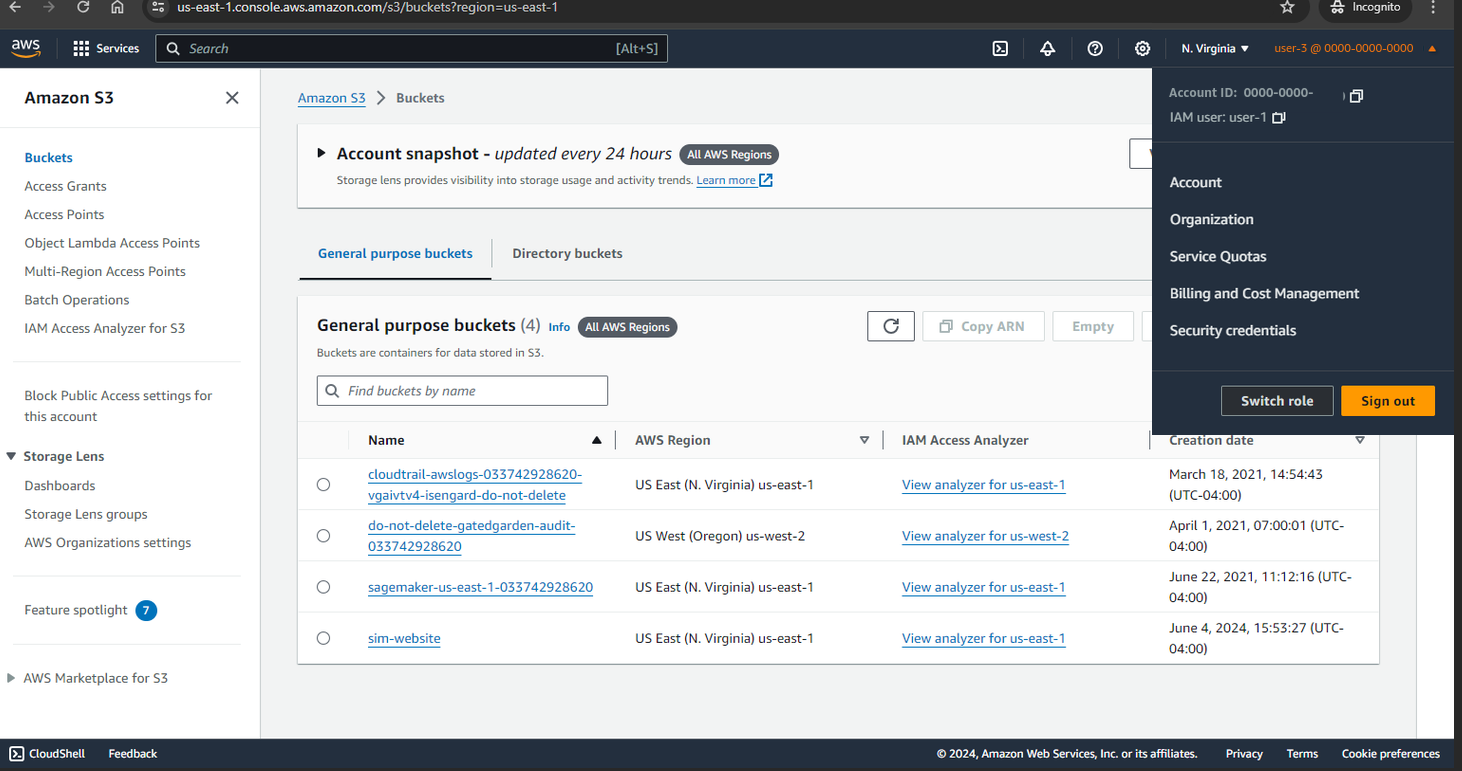 us-east-1.console.aws.amazon.com/s3/buckets?region=us-east-1
Incognito
aws
Services
Search
[Alt+S]
N. Virginia
user-3 @ 0000-0000-0000
Amazon S3
Buckets
Access Grants
Access Points
Object Lambda Access Points
Multi-Region Access Points
Batch Operations
IAM Access Analyzer for S3
Block Public Access settings for
this account
Storage Lens
Dashboards
Storage Lens groups
AWS Organizations settings
Feature spotlight 7
AWS Marketplace for S3
Amazon S3 > Buckets
Account snapshot - updated every 24 hours All AWS Regions
Storage lens provides visibility into storage usage and activity trends. Learn more
General purpose buckets
Directory buckets
General purpose buckets (4) Info All AWS Regions
Buckets are containers for data stored in S3.
Copy ARN
Empty
Find buckets by name
Name AWS Region IAM Access Analyzer Creation date
cloudtrail-awslogs-033742928620-
vgaivtv4-isengard-do-not-delete
US East (N. Virginia) us-east-1
View analyzer for us-east-1
March 18, 2021, 14:54:43
(UTC-04:00)
do-not-delete-gatedgarden-audit-
033742928620
US West (Oregon) us-west-2
View analyzer for us-west-2
April 1, 2021, 07:00:01 (UTC-
04:00)
sagemaker-us-east-1-033742928620
US East (N. Virginia) us-east-1
View analyzer for us-east-1
June 22, 2021, 11:12:16 (UTC-
04:00)
sim-website
US East (N. Virginia) us-east-1
View analyzer for us-east-1
June 4, 2024, 15:53:27 (UTC-
04:00)
Account ID: 0000-0000-
IAM user: user-1
Account
Organization
Service Quotas
Billing and Cost Management
Security credentials
Switch role
Sign out
CloudShell
Feedback
© 2024, Amazon Web Services, Inc. or its affiliates.
Privacy
Terms
Cookie preferences